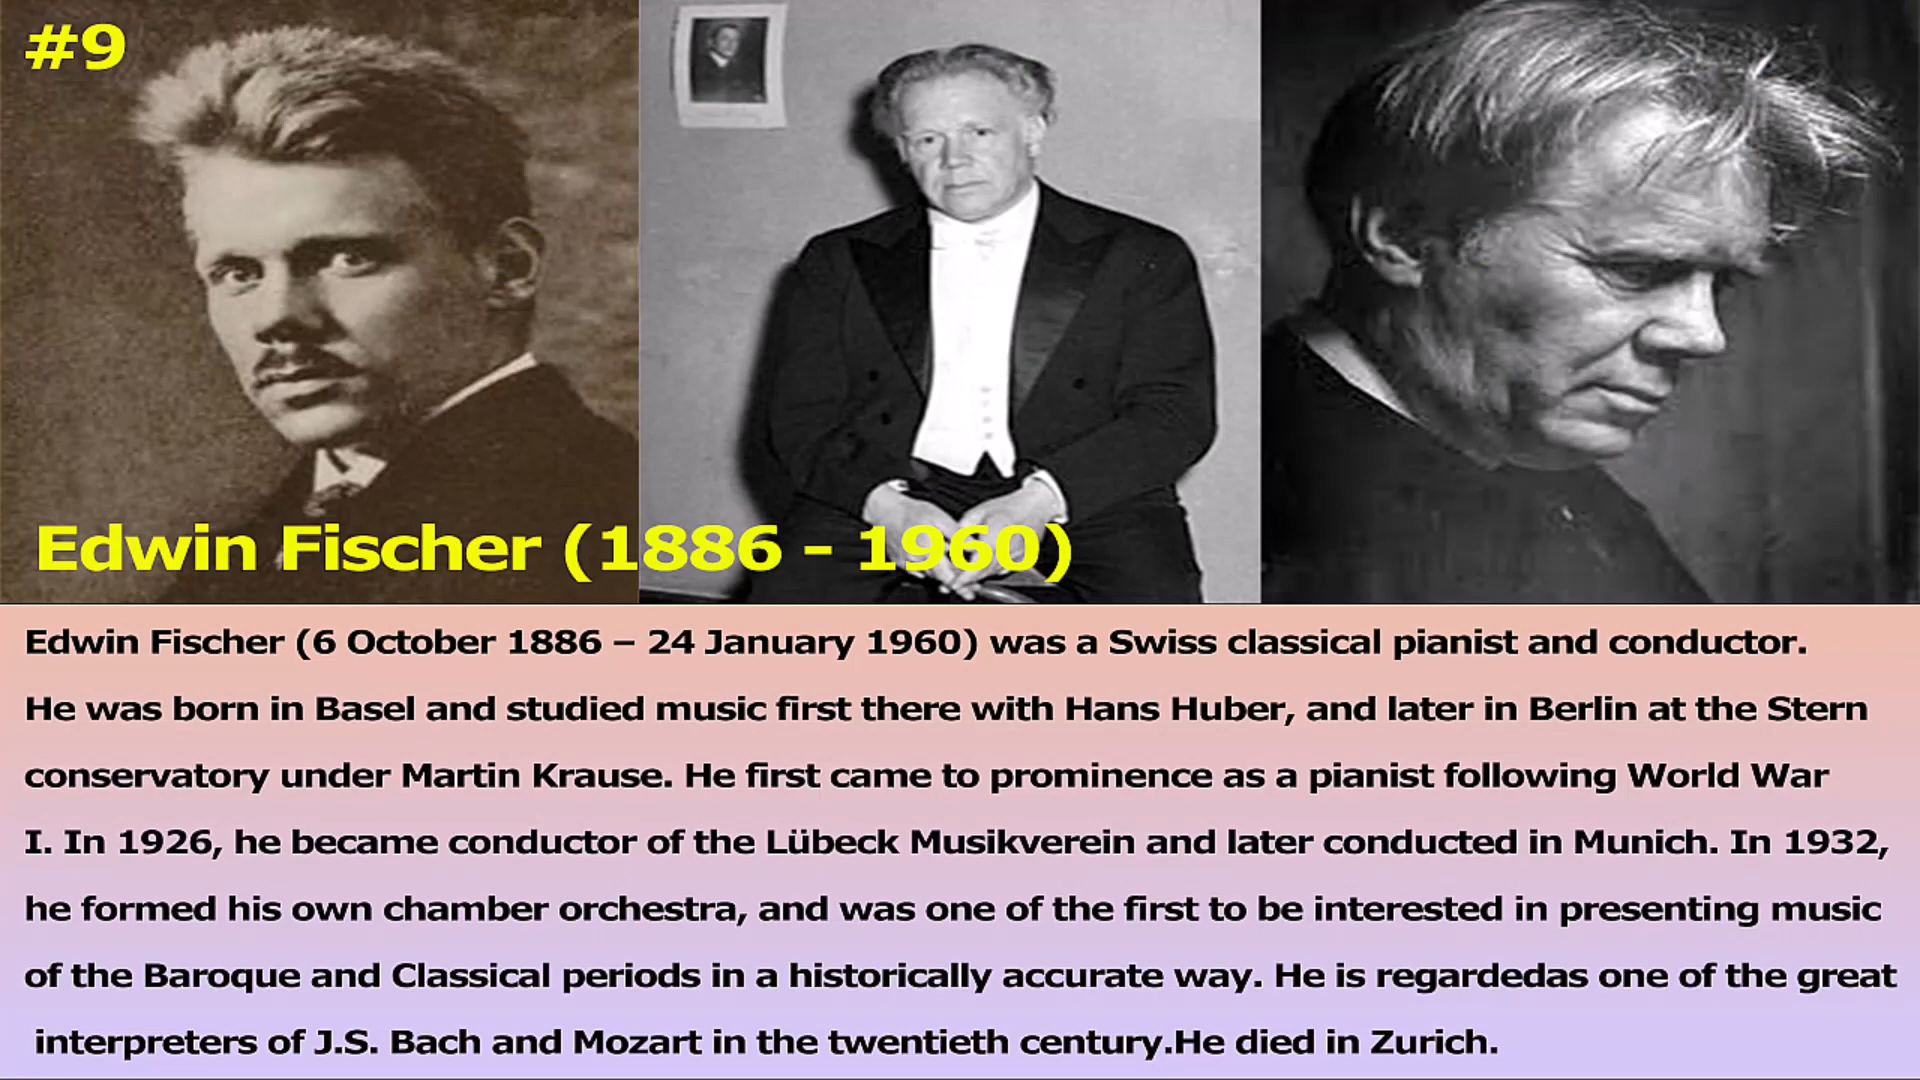 #9
Edwin Fischer (1886 - 1960)
Edwin Fischer (6 October 1886 – 24 January 1960) was a Swiss classical pianist and conductor.
He was born in Basel and studied music first there with Hans Huber, and later in Berlin at the Stern
conservatory under Martin Krause. He first came to prominence as a pianist following World War
I. In 1926, he became conductor of the Lübeck Musikverein and later conducted in Munich. In 1932,
he formed his own chamber orchestra, and was one of the first to be interested in presenting music
of the Baroque and Classical periods in a historically accurate way. He is regardedas one of the great
interpreters of J.S. Bach and Mozart in the twentieth century.He died in Zurich.